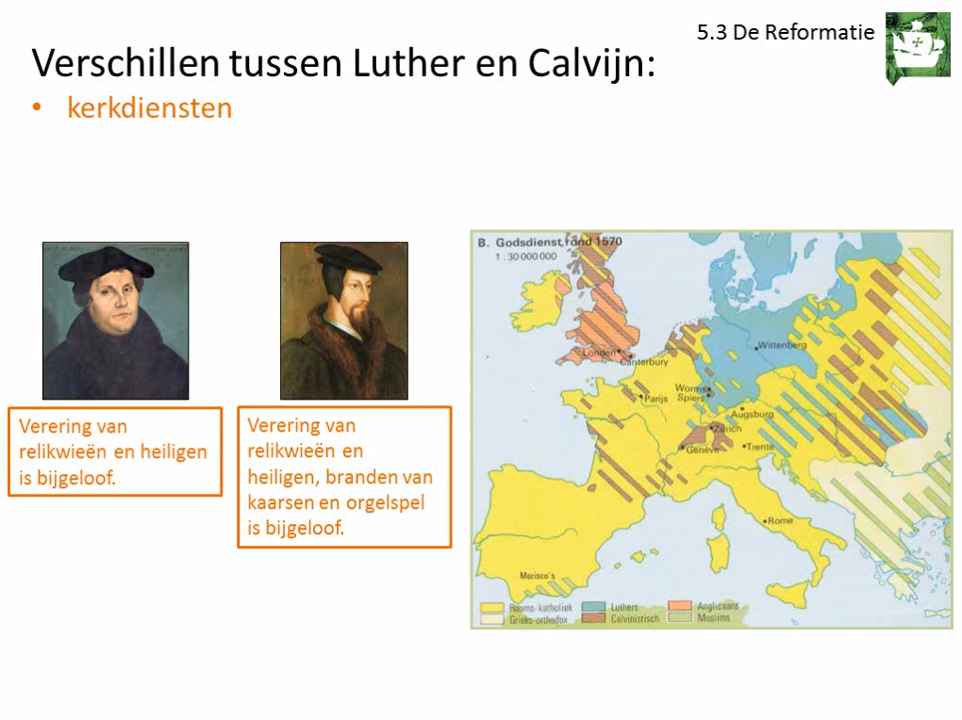 5.3 De Reformatie
Verschillen tussen Luther en Calvijn:
• kerkdiensten
Verering van
relikwieën en heiligen
is bijgeloof.
Verering van
relikwieën en
heiligen, branden van
kaarsen en orgelspel
is bijgeloof.
B. Godsdienst, rond 1570
1 : 30 000 000
Wittenberg
Londen
Canterbury
Worms
Spiers
Parijs
Augsburg
Zürich
Genève
Trente
Rome
Morisco's
Rooms-katholiek
Luthers
Anglicaans
Grieks-orthodox
Calvinistisch
Moslims